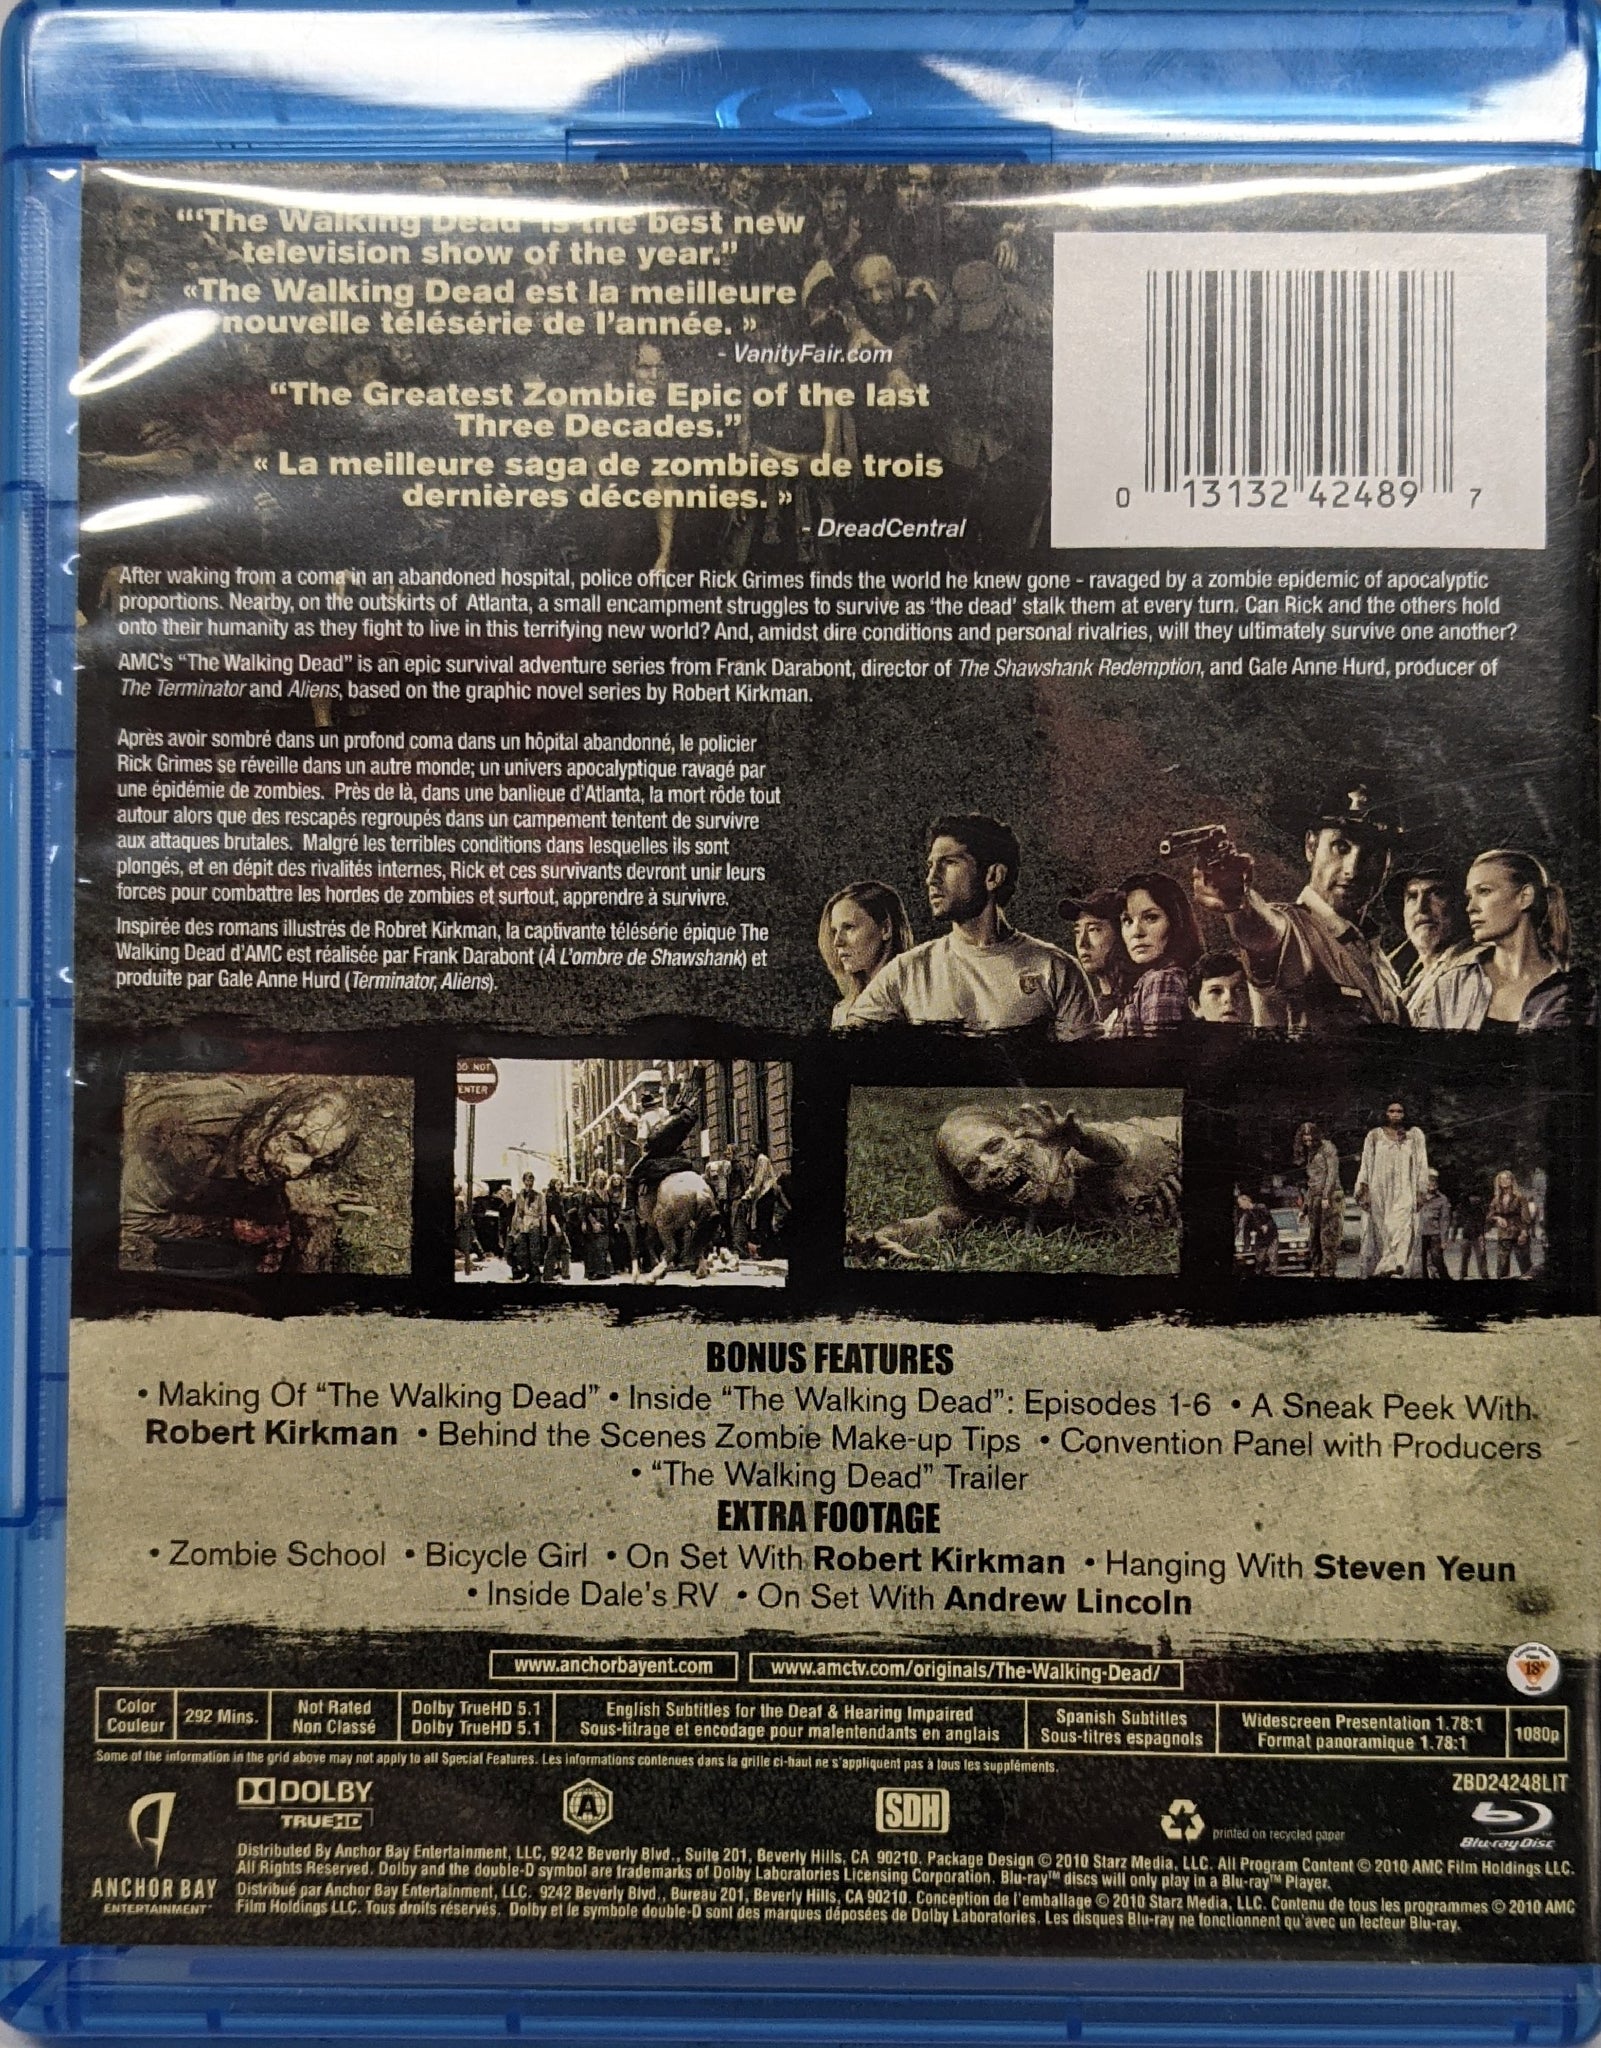 “‘The Walking Dead’ is the best new
television show of the year.”
«The Walking Dead est la meilleure
nouvelle télésérie de l’année. »
- VanityFair.com
“The Greatest Zombie Epic of the last
Three Decades.”
« La meilleure saga de zombies de trois
dernières décennies. »
- DreadCentral
0 13132 42489 7
After waking from a coma in an abandoned hospital, police officer Rick Grimes finds the world he knew gone - ravaged by a zombie epidemic of apocalyptic
proportions. Nearby, on the outskirts of Atlanta, a small encampment struggles to survive as ‘the dead’ stalk them at every turn. Can Rick and the others hold
onto their humanity as they fight to live in this terrifying new world? And, amidst dire conditions and personal rivalries, will they ultimately survive one another?
AMC’s “The Walking Dead” is an epic survival adventure series from Frank Darabont, director of The Shawshank Redemption, and Gale Anne Hurd, producer of
The Terminator and Aliens, based on the graphic novel series by Robert Kirkman.
Après avoir sombré dans un profond coma dans un hôpital abandonné, le policier
Rick Grimes se réveille dans un autre monde; un univers apocalyptique ravagé par
une épidémie de zombies. Près de là, dans une banlieue d’Atlanta, la mort rôde tout
autour alors que des rescapés regroupés dans un campement tentent de survivre
aux attaques brutales. Malgré les terribles conditions dans lesquelles ils sont
plongés, et en dépit des rivalités internes, Rick et ces survivants devront unir leurs
forces pour combattre les hordes de zombies et surtout, apprendre à survivre.
Inspirée des romans illustrés de Robret Kirkman, la captivante télésérie épique The
Walking Dead d’AMC est réalisée par Frank Darabont (À L’ombre de Shawshank) et
produite par Gale Anne Hurd (Terminator, Aliens).
DO NOT
ENTER
BONUS FEATURES
• Making Of “The Walking Dead” • Inside “The Walking Dead”: Episodes 1-6 • A Sneak Peek With
Robert Kirkman • Behind the Scenes Zombie Make-up Tips • Convention Panel with Producers
• “The Walking Dead” Trailer
EXTRA FOOTAGE
• Zombie School • Bicycle Girl • On Set With Robert Kirkman • Hanging With Steven Yeun
• Inside Dale’s RV • On Set With Andrew Lincoln
www.anchorbayent.com www.amctv.com/originals/The-Walking-Dead/
18A
Color
Couleur
292 Mins.
Not Rated
Non Classé
Dolby TrueHD 5.1
Dolby TrueHD 5.1
English Subtitles for the Deaf & Hearing Impaired
Sous-titrage et encodage pour malentendants en anglais
Spanish Subtitles
Sous-titres espagnols
Widescreen Presentation 1.78:1
Format panoramique 1.78:1
1080p
Some of the information in the grid above may not apply to all Special Features. Les informations contenues dans la grille ci-haut ne s’appliquent pas à tous les suppléments.
ZBD24248LIT
DOLBY
TRUEHD
A
SDH
printed on recycled paper
Blu-ray Disc
ANCHOR BAY
ENTERTAINMENT
Distributed By Anchor Bay Entertainment, LLC, 9242 Beverly Blvd., Suite 201, Beverly Hills, CA 90210. Package Design © 2010 Starz Media, LLC. All Program Content © 2010 AMC Film Holdings LLC.
All Rights Reserved. Dolby and the double-D symbol are trademarks of Dolby Laboratories Licensing Corporation. Blu-ray™ discs will only play in a Blu-ray™ Player.
Distribué par Anchor Bay Entertainment, LLC. 9242 Beverly Blvd., Bureau 201, Beverly Hills, CA 90210. Conception de l’emballage © 2010 Starz Media, LLC. Contenu de tous les programmes © 2010 AMC
Film Holdings LLC. Tous droits réservés. Dolby et le symbole double-D sont des marques déposées de Dolby Laboratories. Les disques Blu-ray ne fonctionnent qu’avec un lecteur Blu-ray.